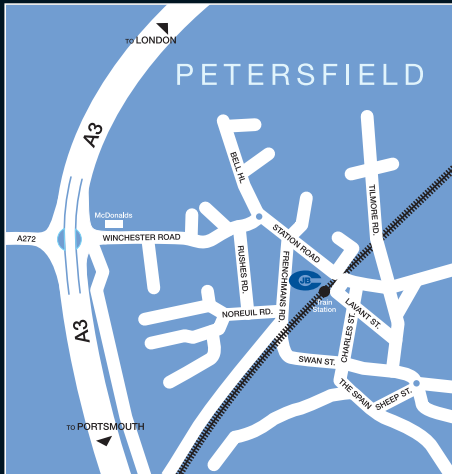 TO LONDON
PETERSFIELD
A3
BELL HL
TILMORE RD.
McDonalds
A272
WINCHESTER ROAD
STATION ROAD
RUSHES RD.
FRENCHMANS RD.
JB
Train
Station
NOREUIL RD.
LAVANT ST.
CHARLES ST.
A3
SWAN ST.
THE SPAIN
SHEEP ST.
TO PORTSMOUTH